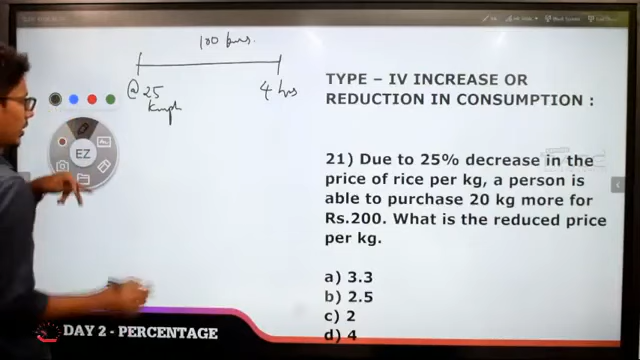 100 kms.
@ 25
kmph
4 hrs
EZ
TYPE – IV INCREASE OR
REDUCTION IN CONSUMPTION :
21) Due to 25% decrease in the
price of rice per kg, a person is
able to purchase 20 kg more for
Rs.200. What is the reduced price
per kg.
a) 3.3
b) 2.5
c) 2
d) 4
DAY 2 - PERCENTAGE